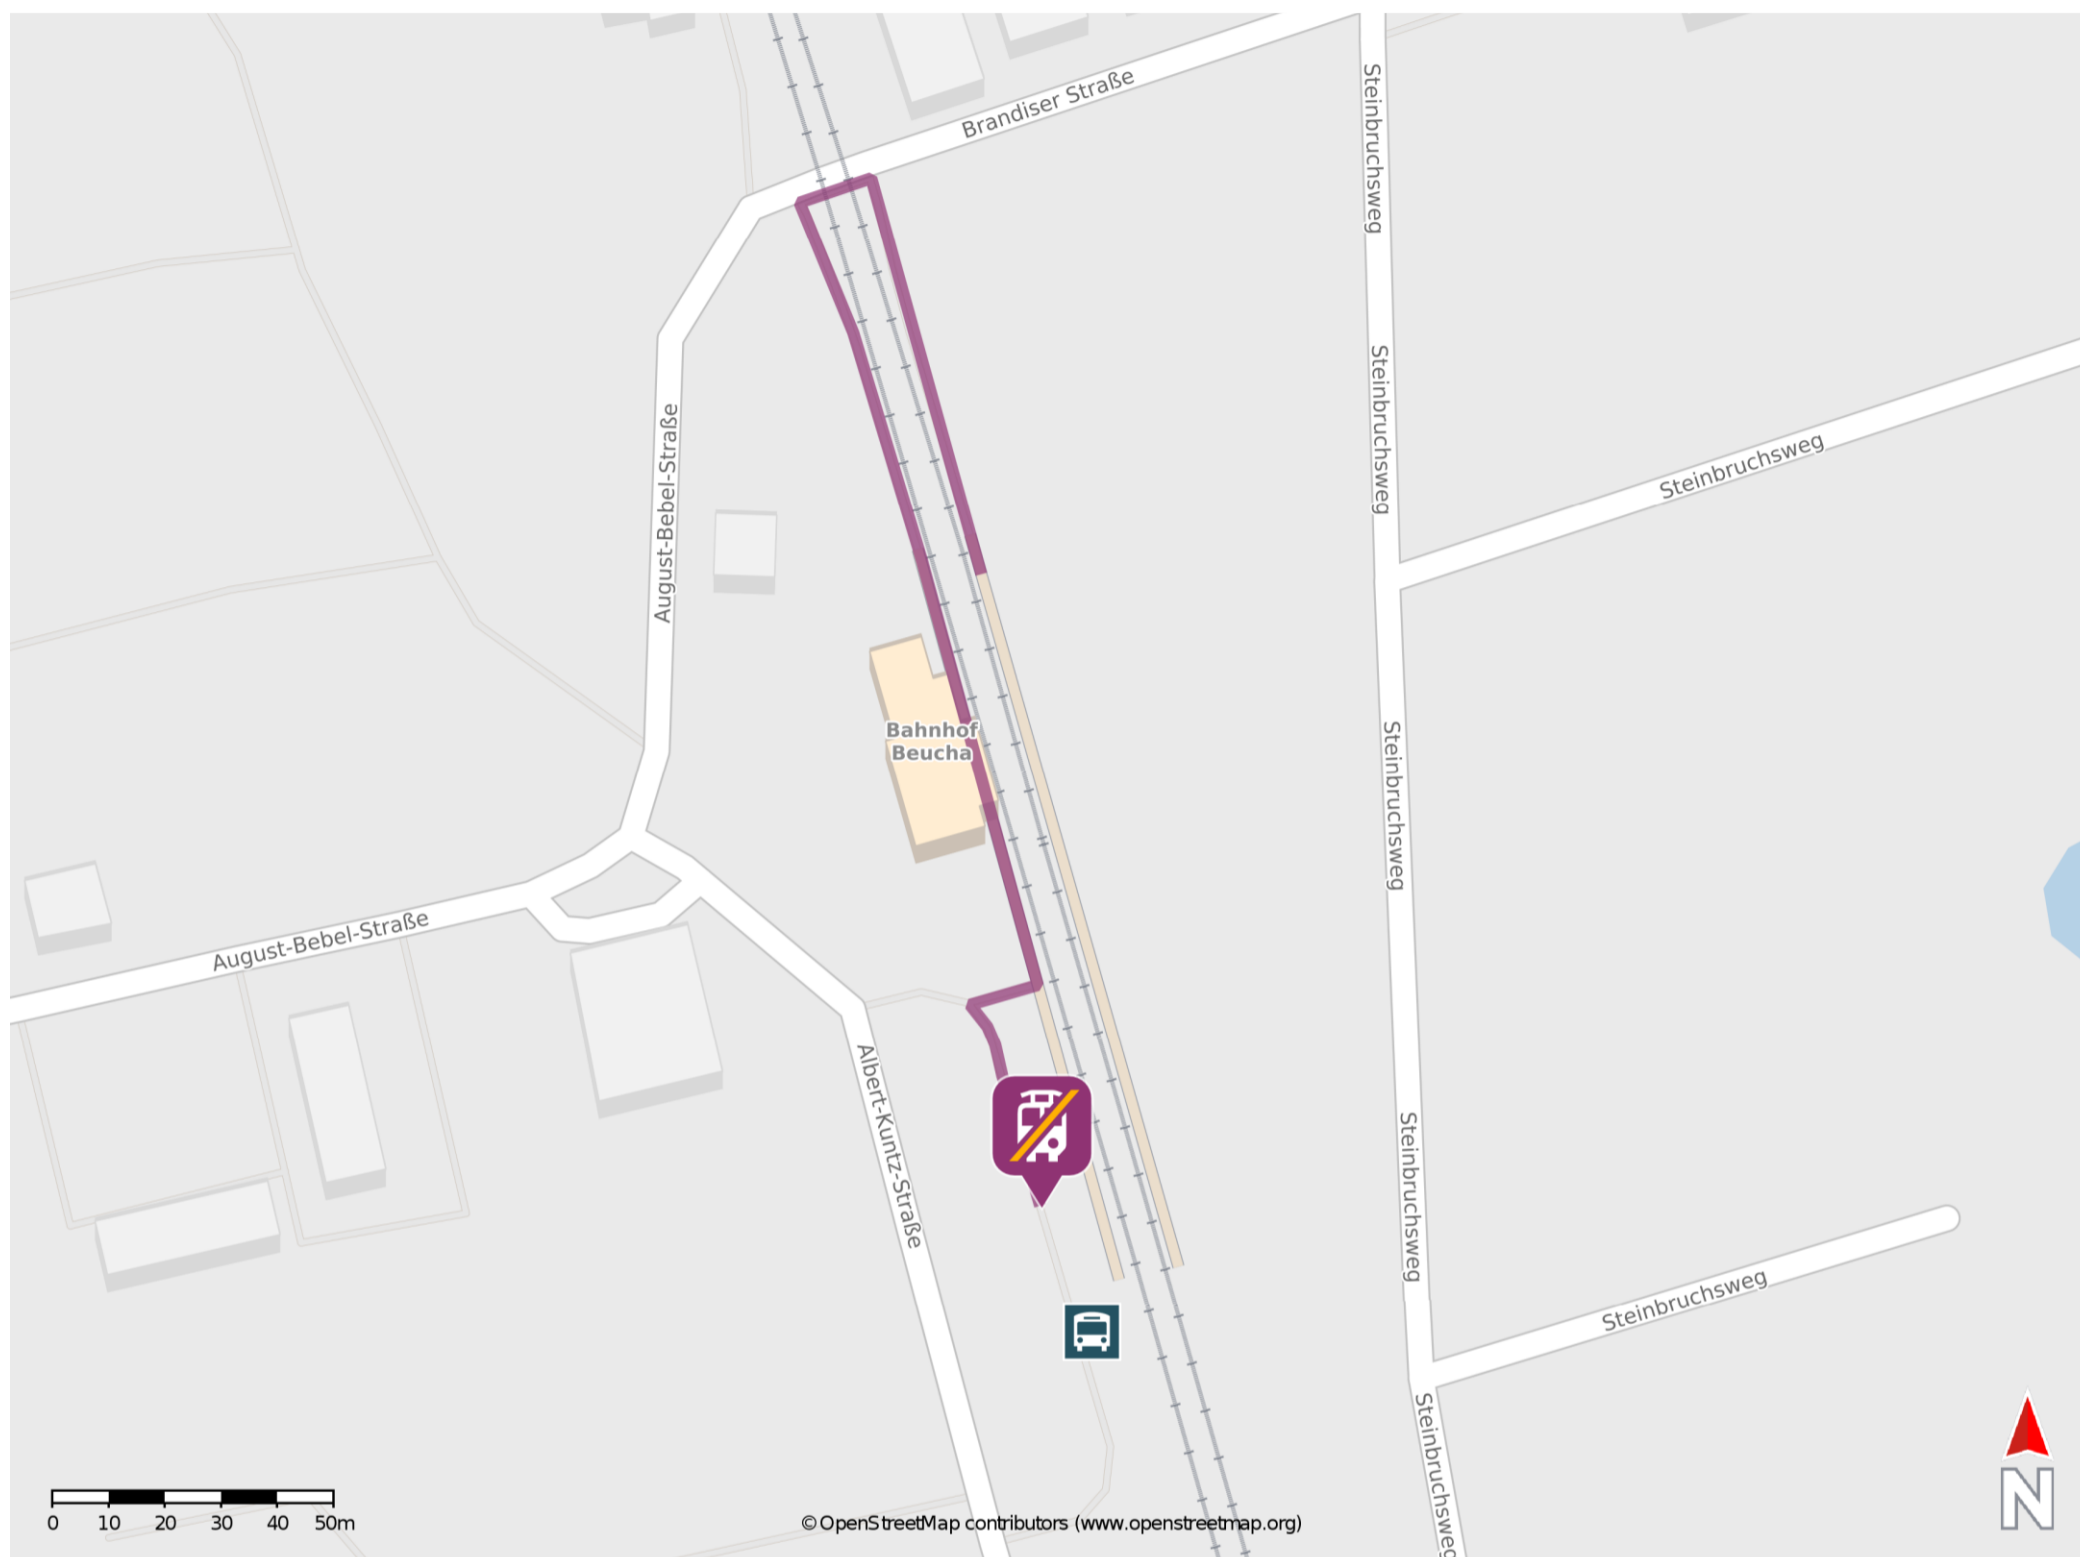 Brandiser Straße
Steinbruchsweg
Steinbruchsweg
Steinbruchsweg
August-Bebel-Straße
Bahnhof
Beucha
Steinbruchsweg
August-Bebel-Straße
Albert-Kuntz-Straße
Steinbruchsweg
Steinbruchsweg
Steinbruchsweg
N
0 10 20 30 40 50m
©OpenStreetMap contributors (www.openstreetmap.org)